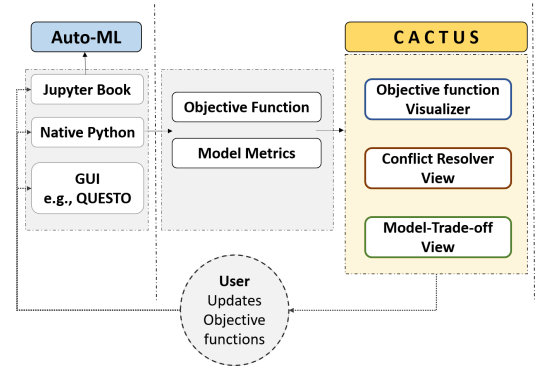 Auto-ML
Jupyter Book
Native Python
GUI
e.g., QUESTO
Objective Function
Model Metrics
CACTUS
Objective function
Visualizer
Conflict Resolver
View
Model-Trade-off
View
User
Updates
Objective
functions